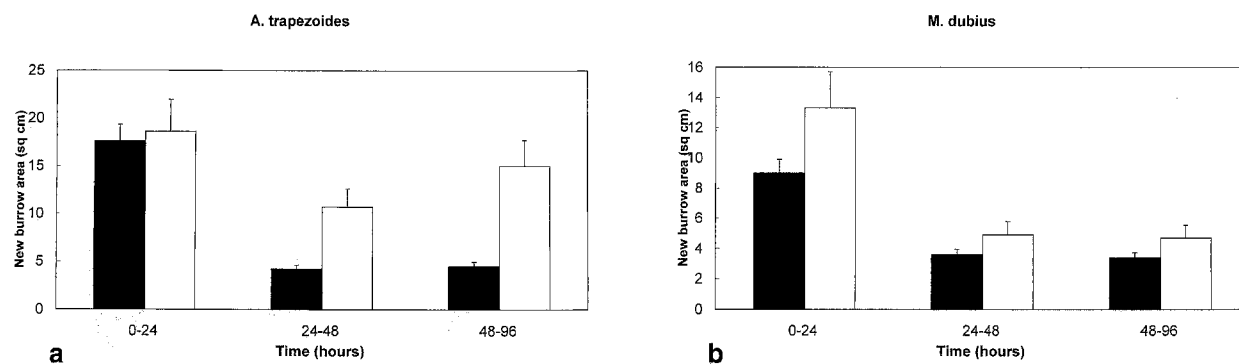 A. trapezoides
New burrow area (sq cm)
25
20
15
10
5
0
0-24
24-48
48-96
Time (hours)
a
M. dubius
New burrow area (sq cm)
16
14
12
10
8
6
4
2
0
0-24
24-48
48-96
Time (hours)
b